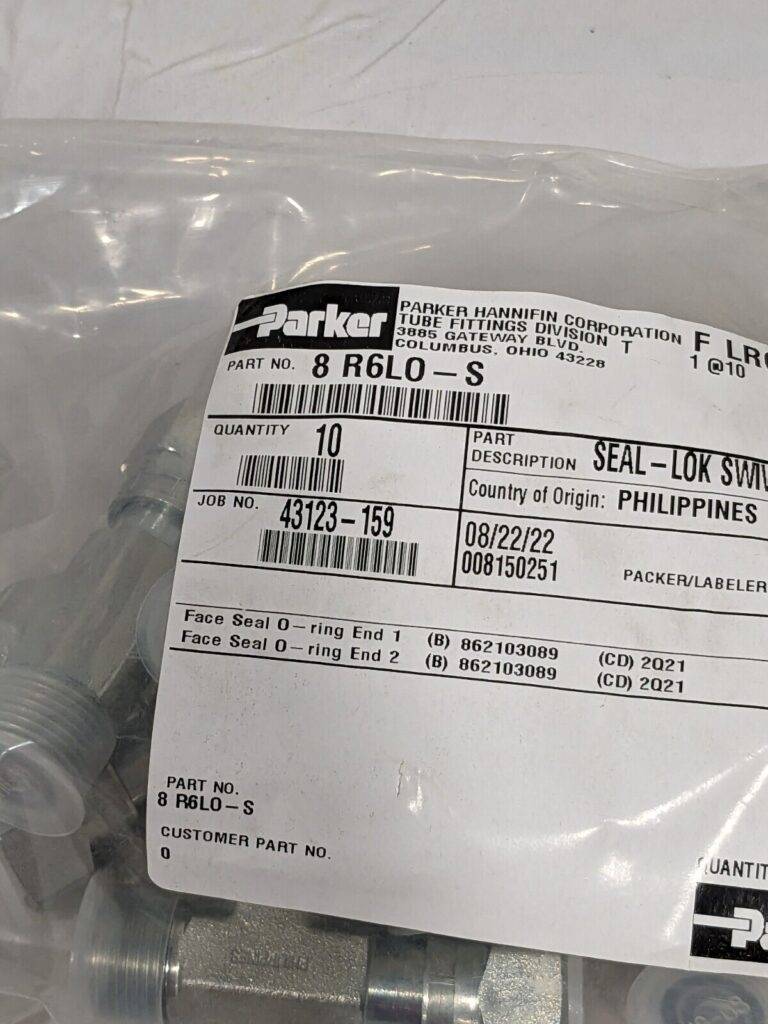 Parker
PARKER HANNIFIN CORPORATION
TUBE FITTINGS DIVISION T
3885 GATEWAY BLVD.
COLUMBUS, OHIO 43228
F LR
1 @10
PART NO. 8 R6LO-S
QUANTITY 10
PART
DESCRIPTION SEAL-LOK SWIV
Country of Origin: PHILIPPINES
JOB NO. 43123-159
08/22/22
008150251
PACKER/LABELER
Face Seal O-ring End 1 (B) 862103089 (CD) 2Q21
Face Seal O-ring End 2 (B) 862103089 (CD) 2Q21
PART NO.
8 R6LO-S
CUSTOMER PART NO.
0
QUANTIT
Pa